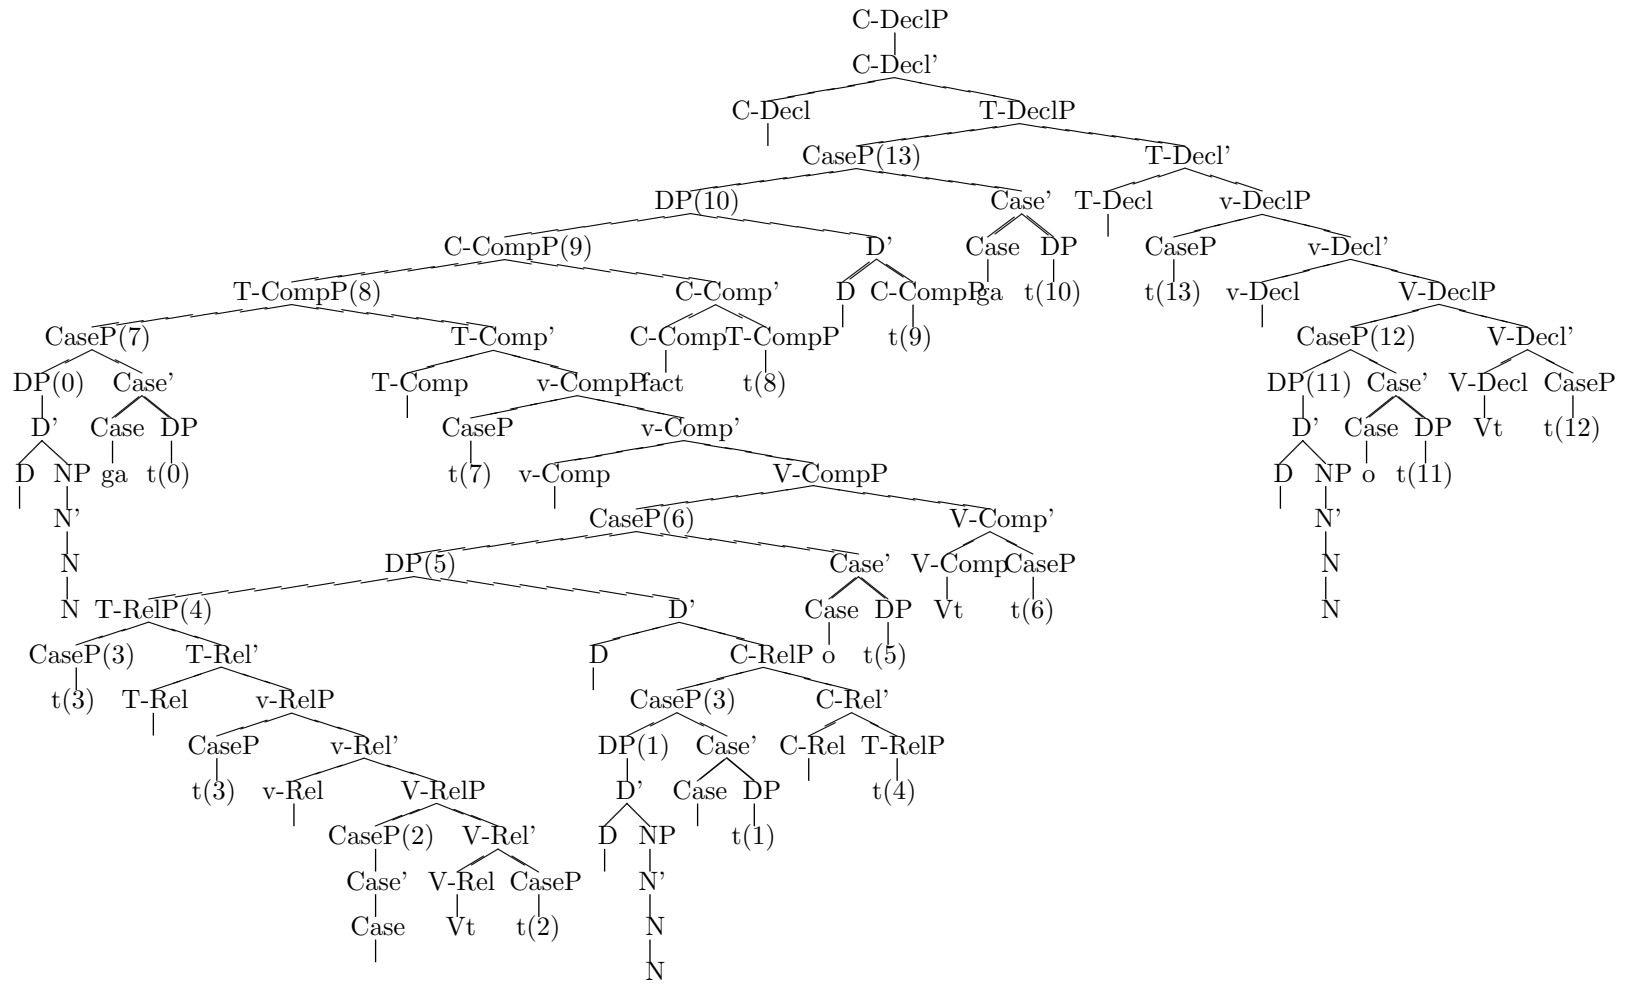 C-DeclP
C-Decl'
C-Decl T-DeclP
CaseP(13) T-Decl'
DP(10) Case' T-Decl v-DeclP
C-CompP(9) D' Case DP CaseP v-Decl'
T-CompP(8) C-Comp' D C-CompP ga t(10) t(13) v-Decl V-DeclP
CaseP(7) T-Comp' C-Comp T-CompP t(9) CaseP(12) V-Decl'
DP(0) Case' T-Comp v-CompP fact t(8) DP(11) Case' V-Decl CaseP
D' Case DP CaseP v-Comp' D' Case DP Vt t(12)
D NP ga t(0) t(7) v-Comp V-CompP D NP o t(11)
N' CaseP(6) V-Comp' N'
N DP(5) Case' V-Comp CaseP N
N T-RelP(4) D' Case DP Vt t(6) N
CaseP(3) T-Rel' D C-RelP o t(5)
t(3) T-Rel v-RelP CaseP(3) C-Rel'
CaseP v-Rel' DP(1) Case' C-Rel T-RelP
t(3) v-Rel V-RelP D' Case DP t(4)
CaseP(2) V-Rel' D NP t(1)
Case' V-Rel CaseP N'
Case Vt t(2) N
N